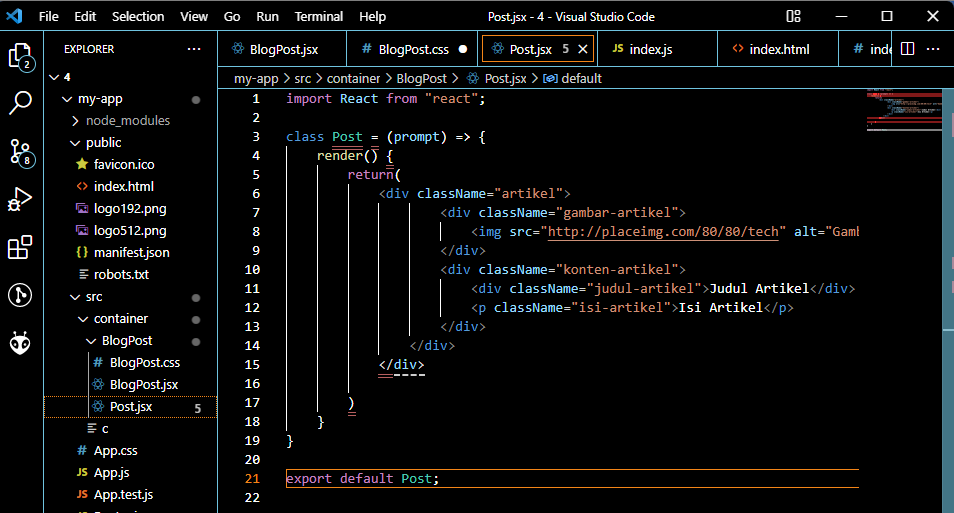 File Edit Selection View Go Run Terminal Help Post.jsx - 4 - Visual Studio Code
EXPLORER ···
BlogPost.jsx # BlogPost.css ● Post.jsx 5 × JS index.js <> index.html # inde ···
my-app > src > container > BlogPost > Post.jsx > default
2
8
4
my-app
node_modules
public
favicon.ico
<> index.html
logo192.png
logo512.png
{} manifest.json
robots.txt
src
container
BlogPost
# BlogPost.css
BlogPost.jsx
Post.jsx 5
c
# App.css
JS App.js
JS App.test.js
1 import React from "react";
2
3 class Post = (prompt) => {
4 render() {
5 return(
6 <div className="artikel">
7 <div className="gambar-artikel">
8 <img src="http://placeimg.com/80/80/tech" alt="Gamb
9 </div>
10 <div className="konten-artikel">
11 <div className="judul-artikel">Judul Artikel</div>
12 <p className="isi-artikel">Isi Artikel</p>
13 </div>
14 </div>
15 </div>
16
17 )
18 }
19 }
20
21 export default Post;
22